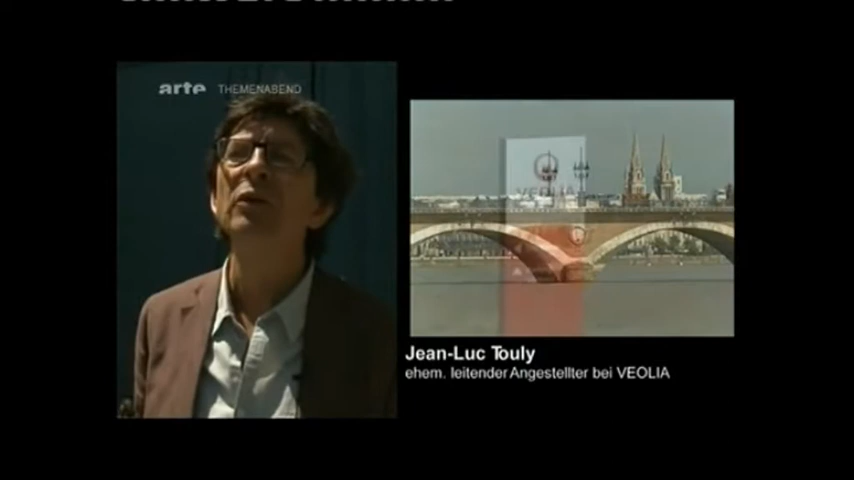 arte THEMENABEND
VEOLIA
Jean-Luc Touly
ehem. leitender Angestellter bei VEOLIA